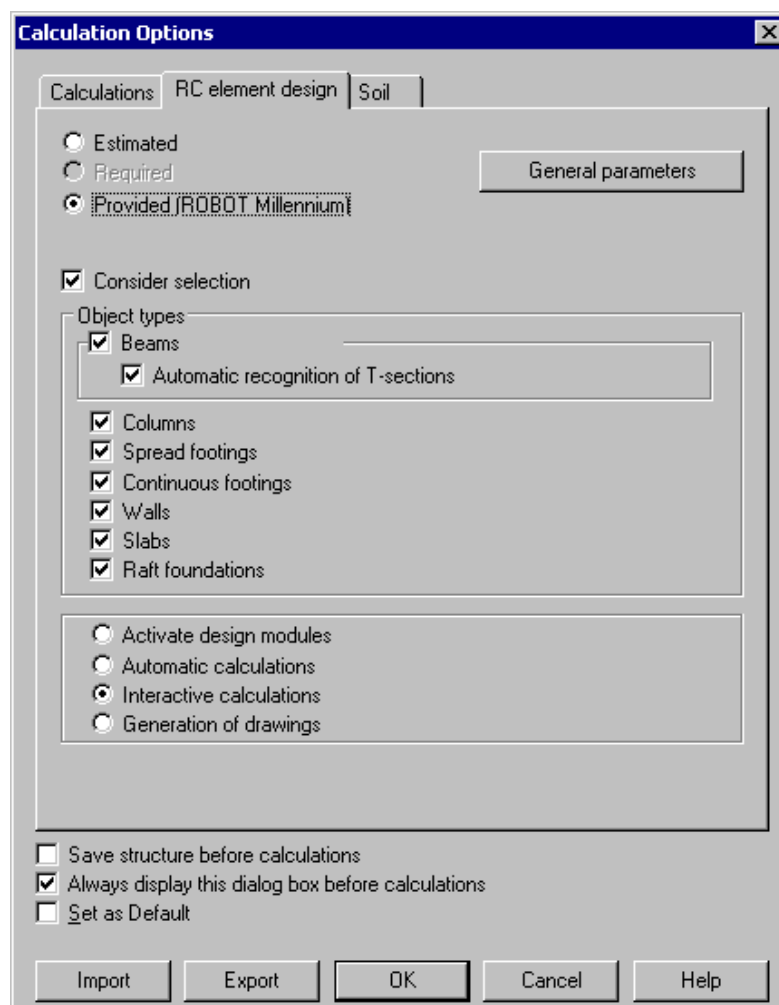 Calculation Options
Calculations RC element design Soil
Estimated
Required
General parameters
Provided (ROBOT Millennium)
Consider selection
Object types
Beams
Automatic recognition of T-sections
Columns
Spread footings
Continuous footings
Walls
Slabs
Raft foundations
Activate design modules
Automatic calculations
Interactive calculations
Generation of drawings
Save structure before calculations
Always display this dialog box before calculations
Set as Default
Import Export OK Cancel Help